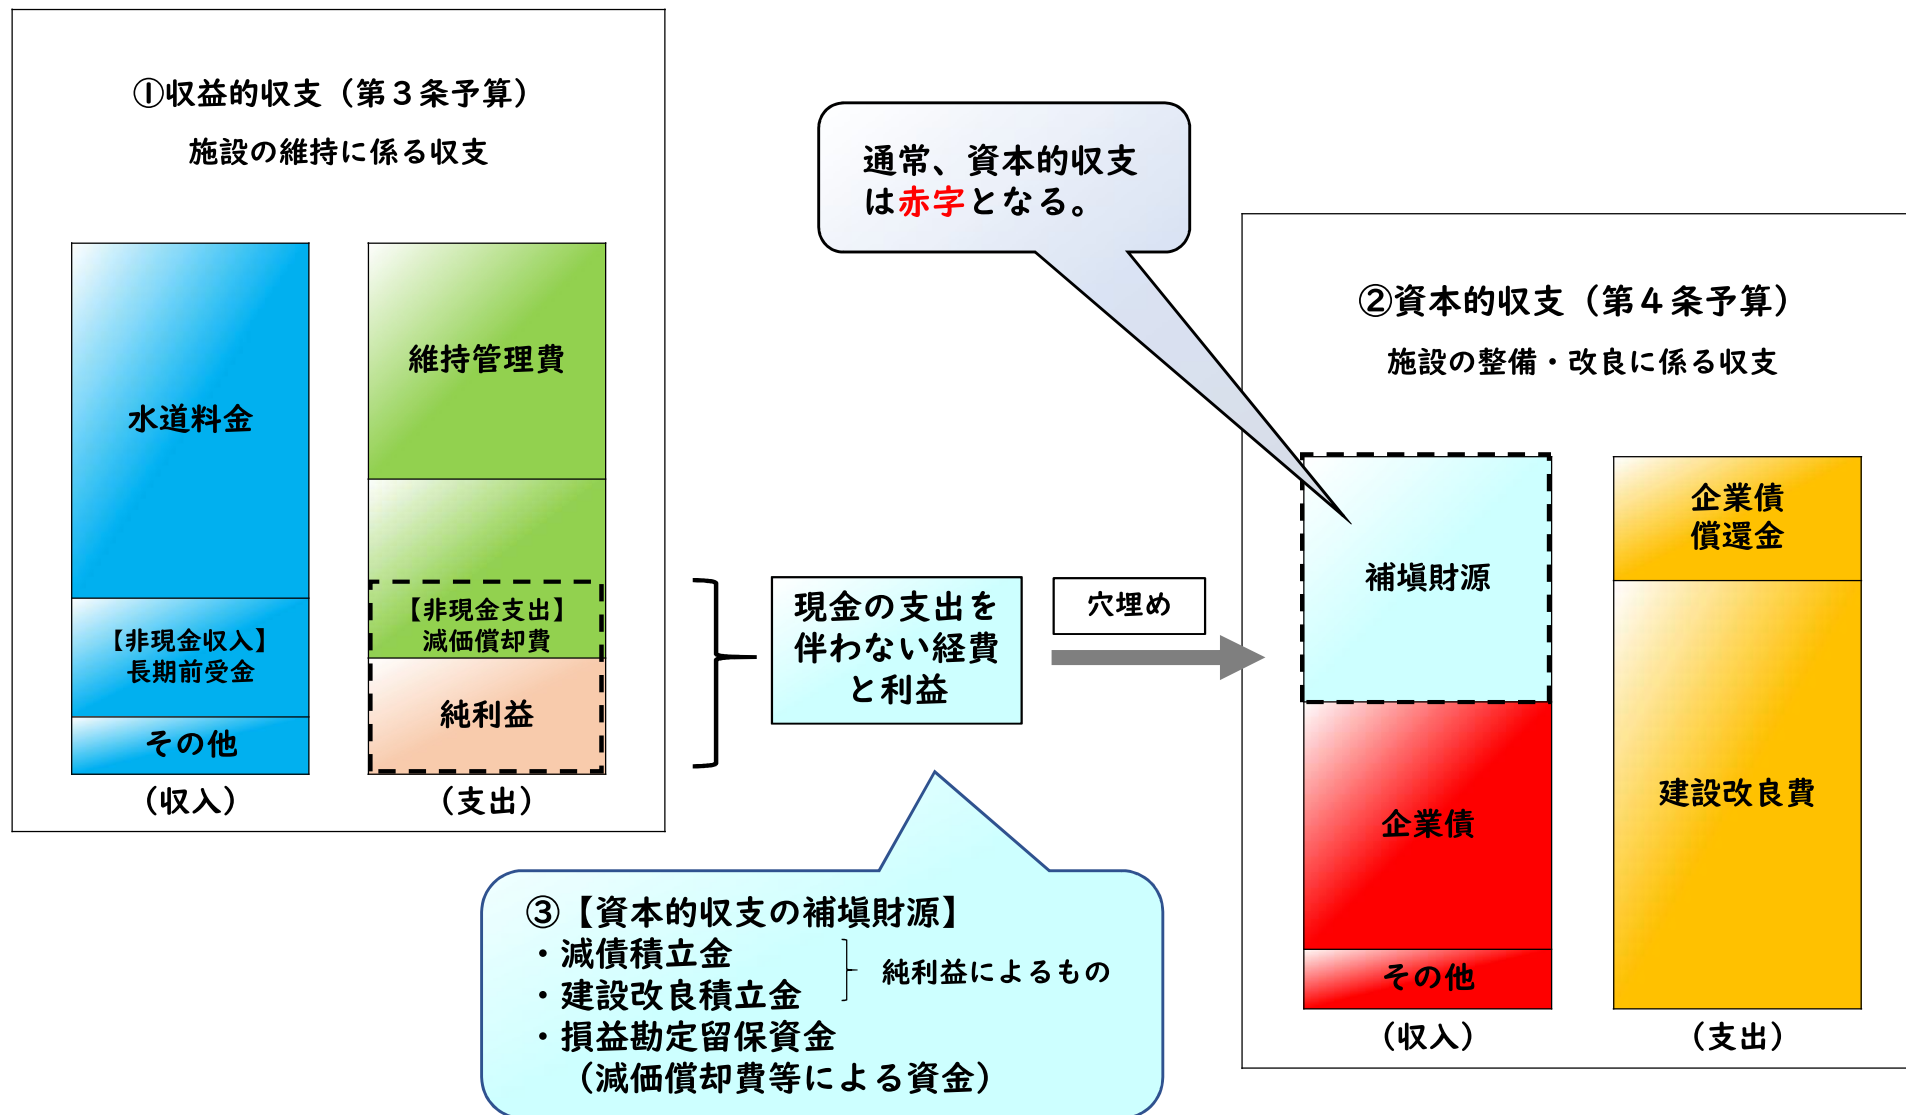 ①収益的収支（第３条予算）
施設の維持に係る収支
水道料金
【非現金収入】
長期前受金
その他
（収入）
維持管理費
【非現金支出】
減価償却費
純利益
（支出）
現金の支出を
伴わない経費
と利益
穴埋め
通常、資本的収支
は赤字となる。
②資本的収支（第４条予算）
施設の整備・改良に係る収支
補塡財源
企業債
その他
（収入）
企業債
償還金
建設改良費
（支出）
③【資本的収支の補塡財源】
・減債積立金
・建設改良積立金
純利益によるもの
・損益勘定留保資金
（減価償却費等による資金）